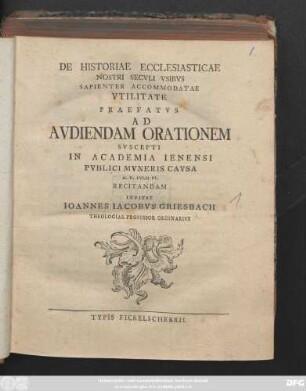 DE HISTORIAE ECCLESIASTICAE
NOSTRI SECVLI VSIBVS
SAPIENTER ACCOMMODATAE
VTILITATE
PRAEFATVS
AD
AVDIENDAM ORATIONEM
SVSCEPTI
IN ACADEMIA IENENSI
PVBLICI MVNERIS CAVSA
RECITANDAM
INVITAT
IOANNES IACOBVS GRIESBACH
THEOLOGIAE PROFESSOR ORDINARIVS
TYPIS FICKELSCHERRII.